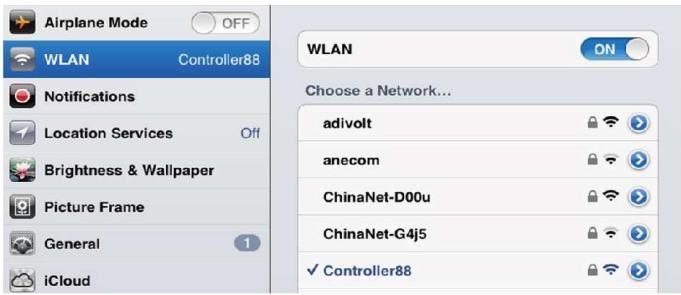 Airplane Mode OFF
WLAN Controller88
Notifications
Location Services Off
Brightness & Wallpaper
Picture Frame
General 1
iCloud
WLAN ON
Choose a Network...
adivolt
anecom
ChinaNet-D00u
ChinaNet-G4j5
✓ Controller88